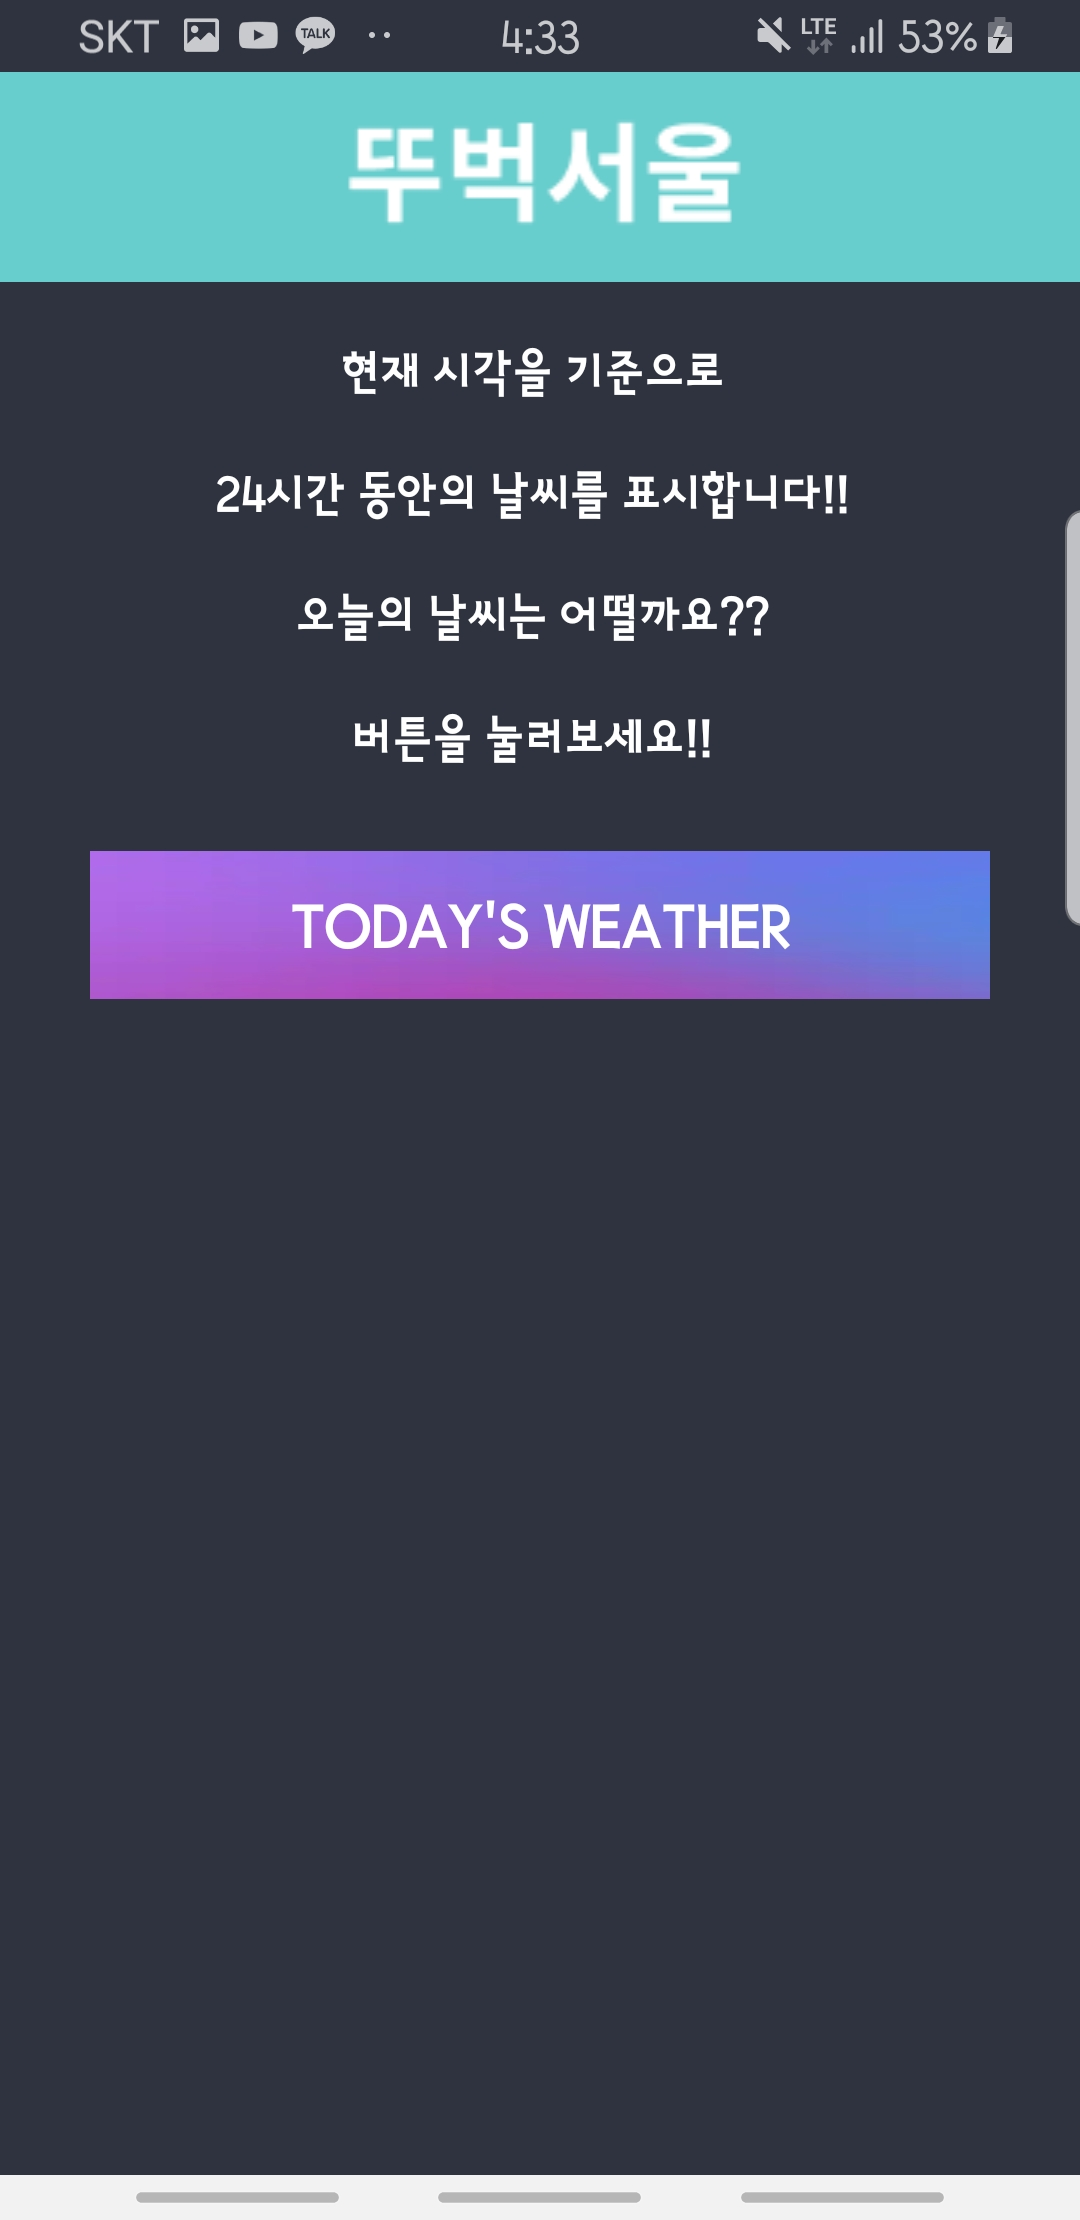 SKT TALK 4:33 LTE 53%
뚜벅서울
현재 시각을 기준으로
24시간 동안의 날씨를 표시합니다!!
오늘의 날씨는 어떨까요??
버튼을 눌러보세요!!
TODAY'S WEATHER